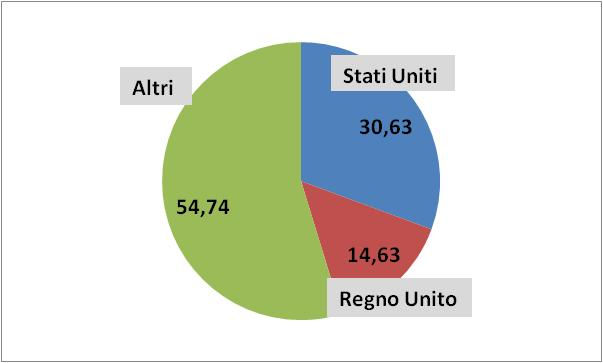 Altri
Stati Uniti
30,63
54,74
14,63
Regno Unito